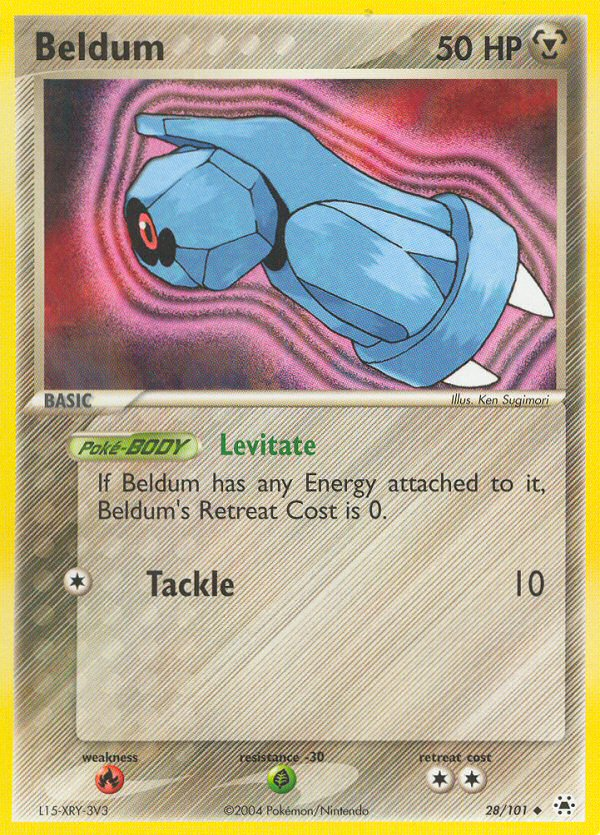 Beldum 50 HP
BASIC
Illus. Ken Sugimori
Poké-BODY Levitate
If Beldum has any Energy attached to it,
Beldum's Retreat Cost is 0.
Tackle 10
weakness resistance -30 retreat cost
L15-XRY-3V3 ©2004 Pokémon/Nintendo 28/101